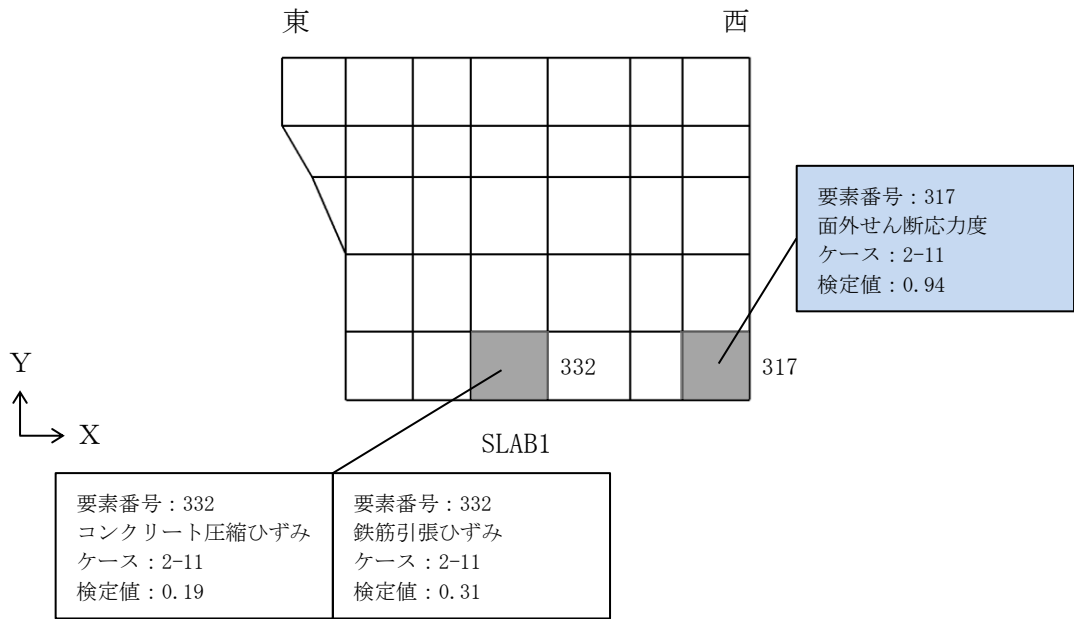 東
西
要素番号：317
面外せん断応力度
ケース：2-11
検定値：0.94
332
317
Y
X
SLAB1
要素番号：332
コンクリート圧縮ひずみ
ケース：2-11
検定値：0.19
要素番号：332
鉄筋引張ひずみ
ケース：2-11
検定値：0.31